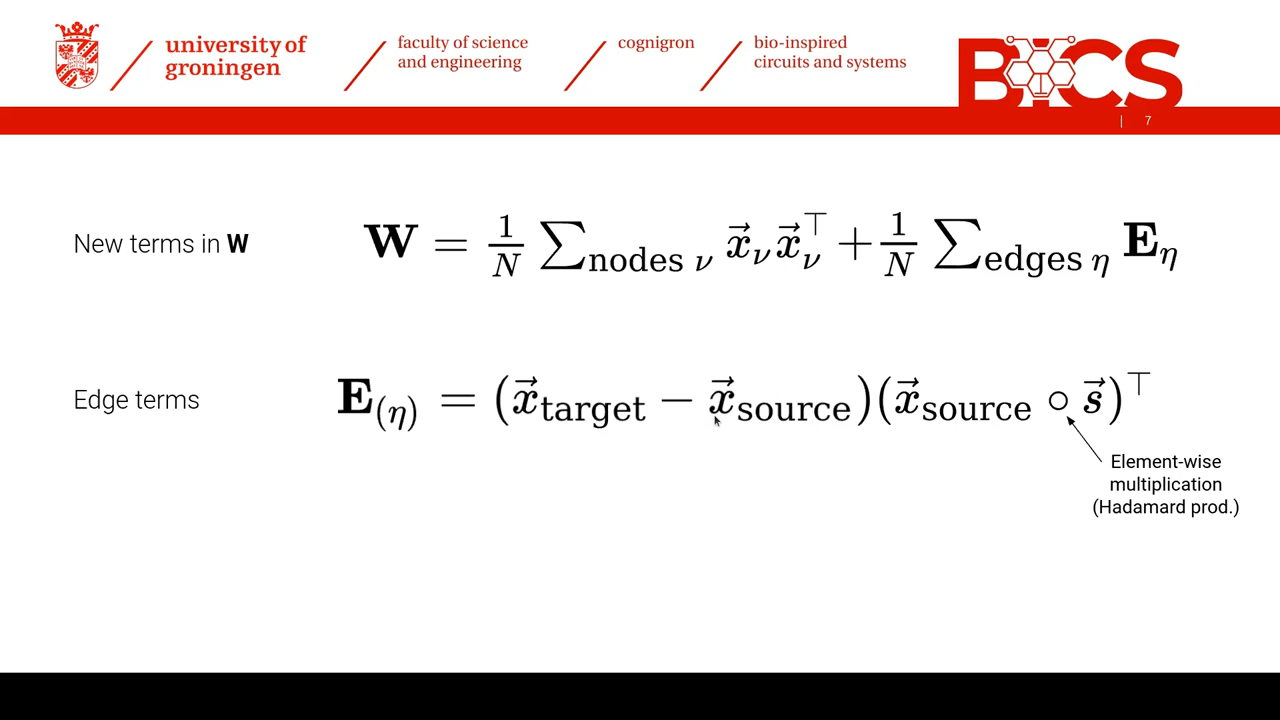 university of
groningen
faculty of science
and engineering
cognigron
bio-inspired
circuits and systems
BICS
| 7
New terms in W
W = 1/N ∑nodes ν x⃗ν x⃗ν⊤ + 1/N ∑edges η Eη
Edge terms
E(η) = (x⃗target − x⃗source)(x⃗source ∘ s⃗)⊤
Element-wise
multiplication
(Hadamard prod.)